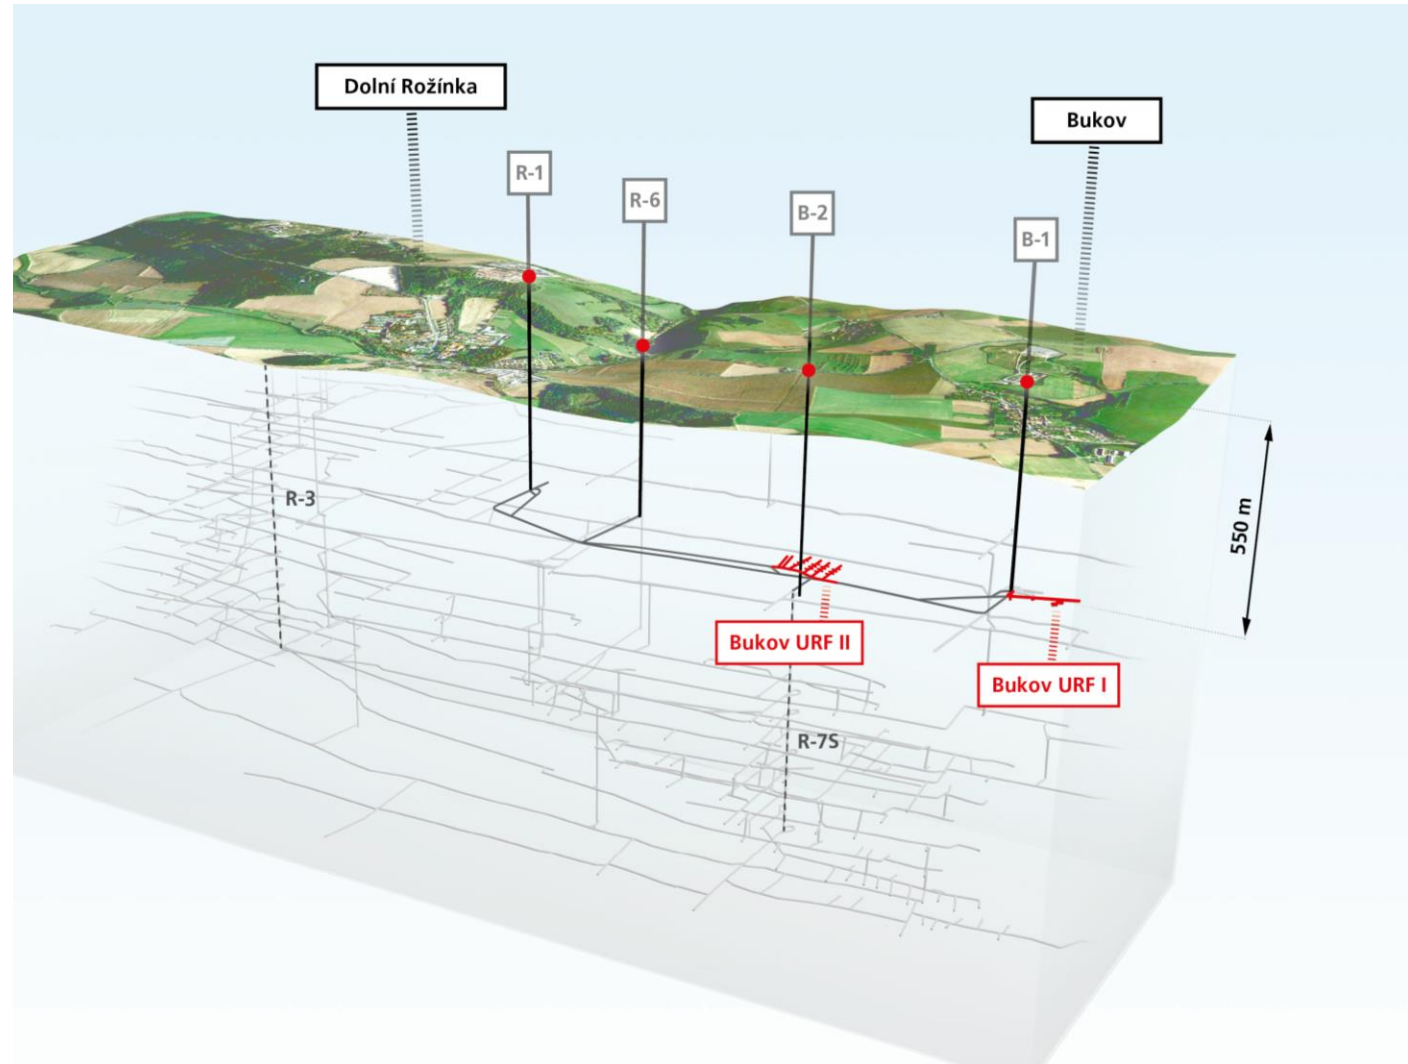 Dolní Rožínka
Bukov
R-1
R-6
B-2
B-1
R-3
550 m
Bukov URF II
Bukov URF I
R-7S